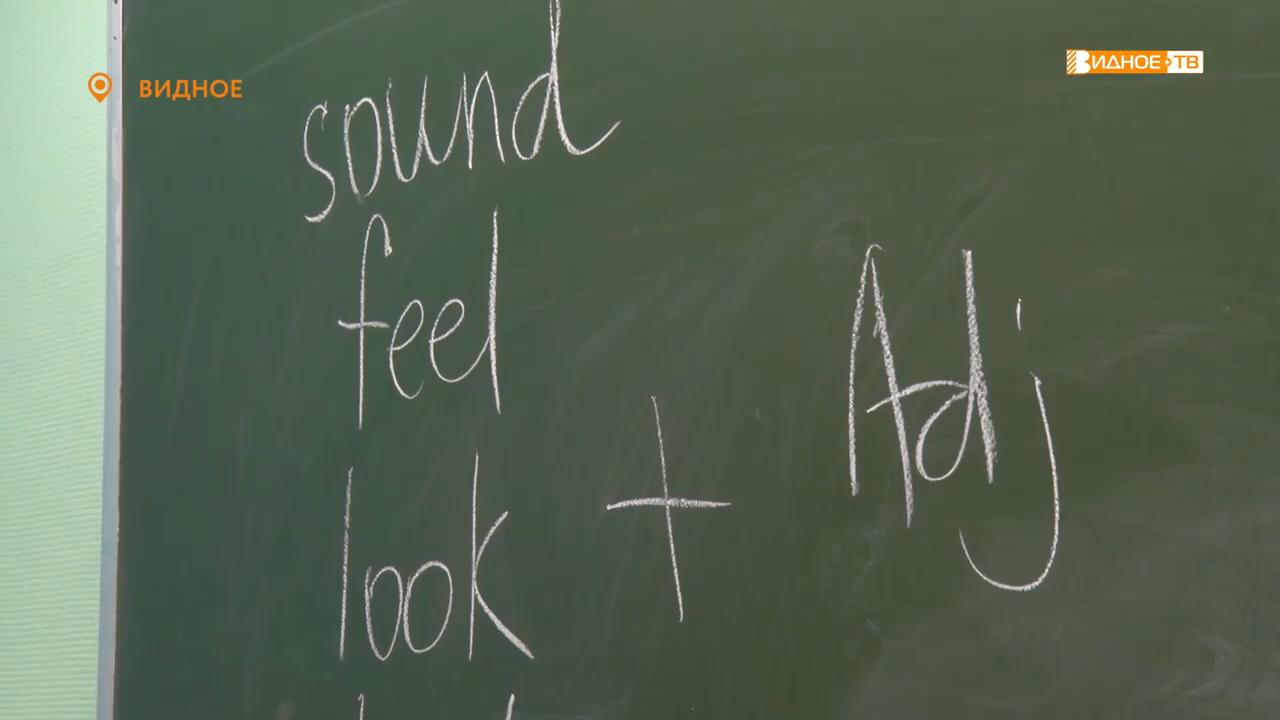 ВИДНОЕ
ВИДНОЕ ТВ
sound
feel
look
+ Adj